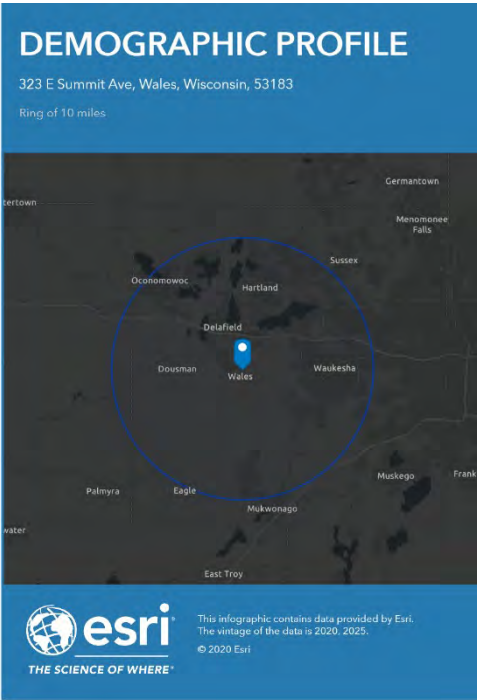 DEMOGRAPHIC PROFILE
323 E Summit Ave, Wales, Wisconsin, 53183
Ring of 10 miles
Germantown
tertown
Menomonee
Falls
Sussex
Oconomowoc
Hartland
Delafield
Dousman
Wales
Waukesha
Muskego
Frank
Palmyra
Eagle
Mukwonago
water
East Troy
esri®
THE SCIENCE OF WHERE®
This infographic contains data provided by Esri.
The vintage of the data is 2020, 2025.
© 2020 Esri